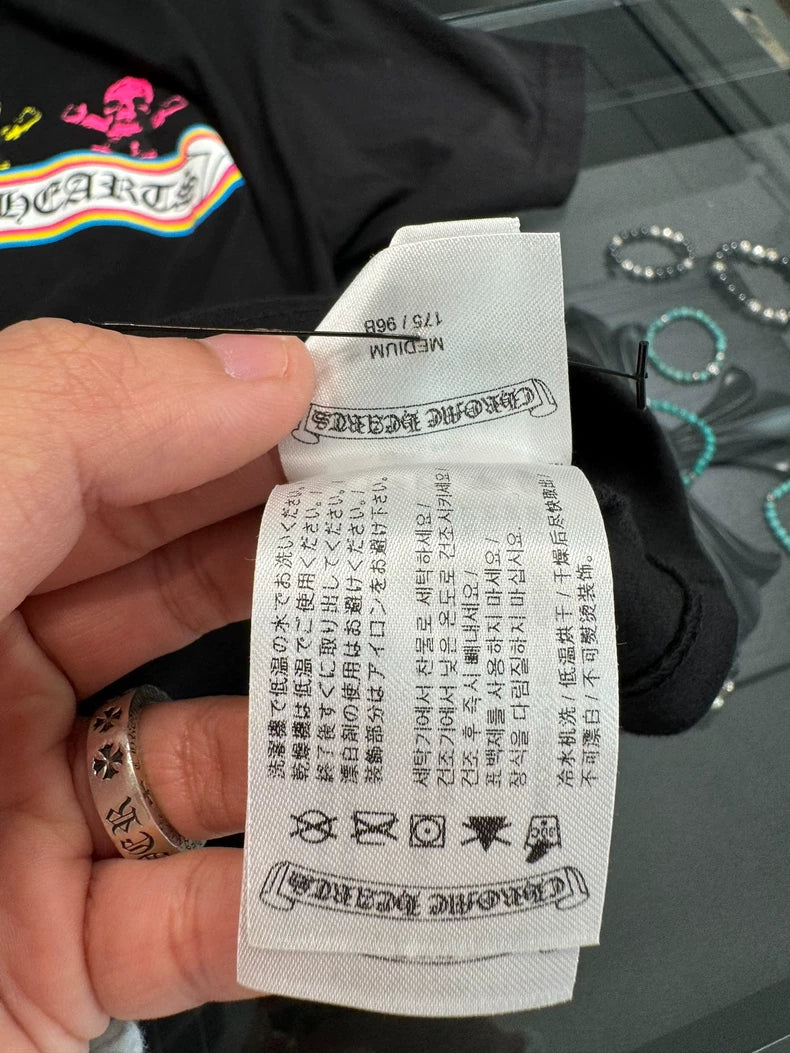 HEARTS
MEDIUM
175 / 96B
CHROME HEARTS
洗濯機で低温の水でお洗いください。/
乾燥機は低温でご使用ください。/
終了後すぐに取り出してください。/
漂白剤の使用はお避けください。/
装飾部分はアイロンをお避け下さい。
세탁기에서 찬물로 세탁하세요/
건조기에서 낮은 온도로 건조시키세요/
건조 후 즉시 빼내세요/
표백제를 사용하지 마세요/
장식을 다림질하지 마십시요.
冷水机洗 / 低温烘干 / 干燥后尽快取出 /
不可漂白 / 不可熨烫装饰。
CHROME HEARTS